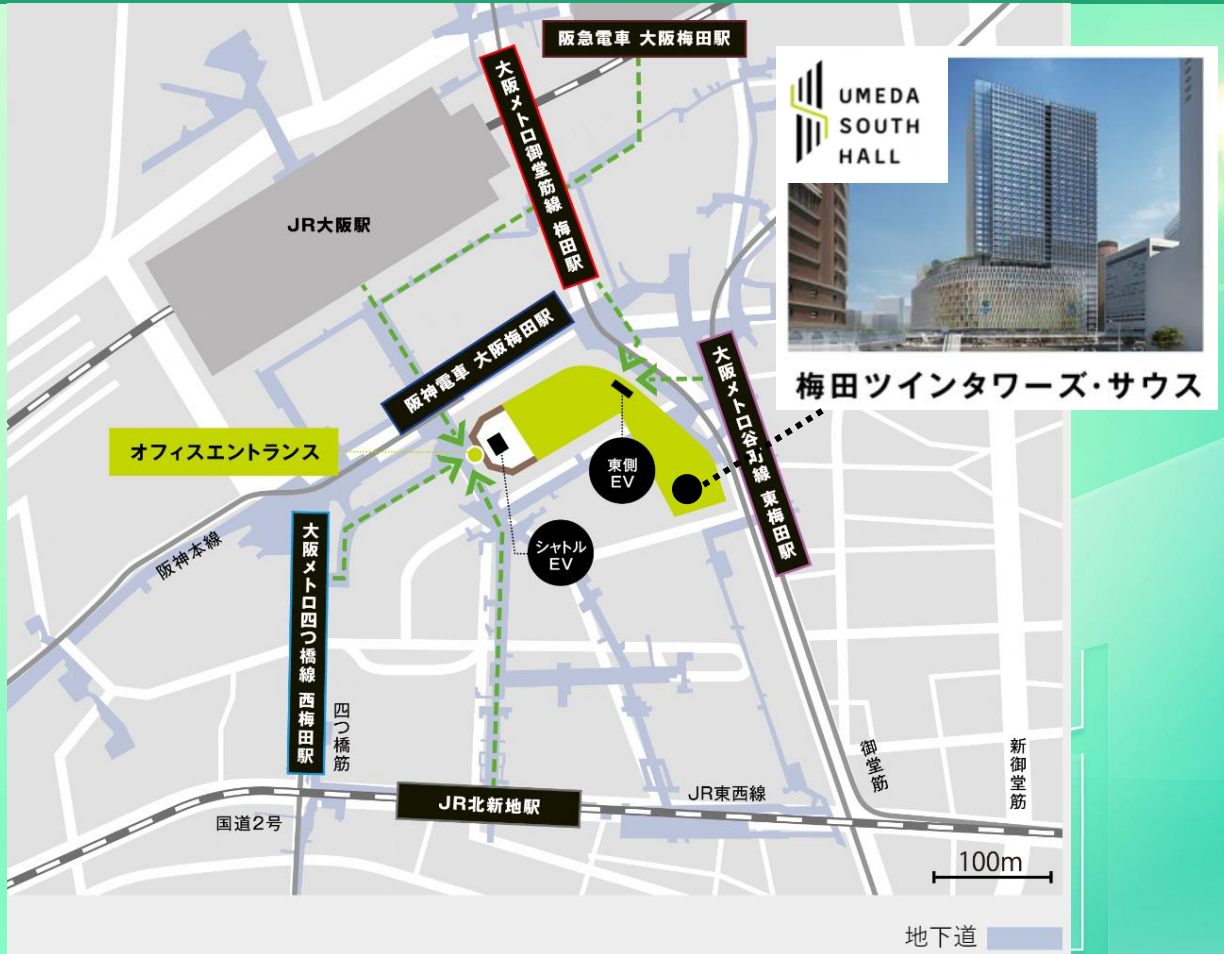 阪急電車 大阪梅田駅
大阪メトロ御堂筋線 梅田駅
UMEDA
SOUTH
HALL
梅田ツインタワーズ・サウス
JR大阪駅
阪神電車 大阪梅田駅
大阪メトロ谷町線 東梅田駅
オフィスエントランス
東側
EV
シャトル
EV
阪神本線
大阪メトロ四つ橋線 西梅田駅
四つ橋筋
JR北新地駅
JR東西線
国道2号
御堂筋
新御堂筋
100m
地下道